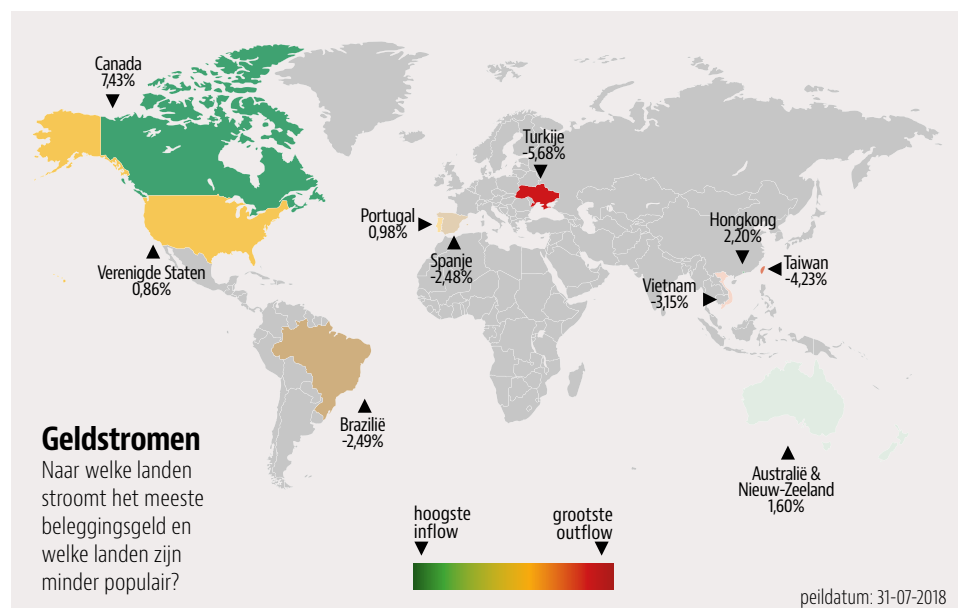 Canada
7,43%
Turkije
-5,68%
Portugal
0,98%
Hongkong
2,20%
Spanje
-2,48%
Taiwan
-4,23%
Verenigde Staten
0,86%
Vietnam
-3,15%
Brazilië
-2,49%
Geldstromen
Naar welke landen
stroomt het meeste
beleggingsgeld en
welke landen zijn
minder populair?
Australië &
Nieuw-Zeeland
1,60%
hoogste
inflow
grootste
outflow
peildatum: 31-07-2018